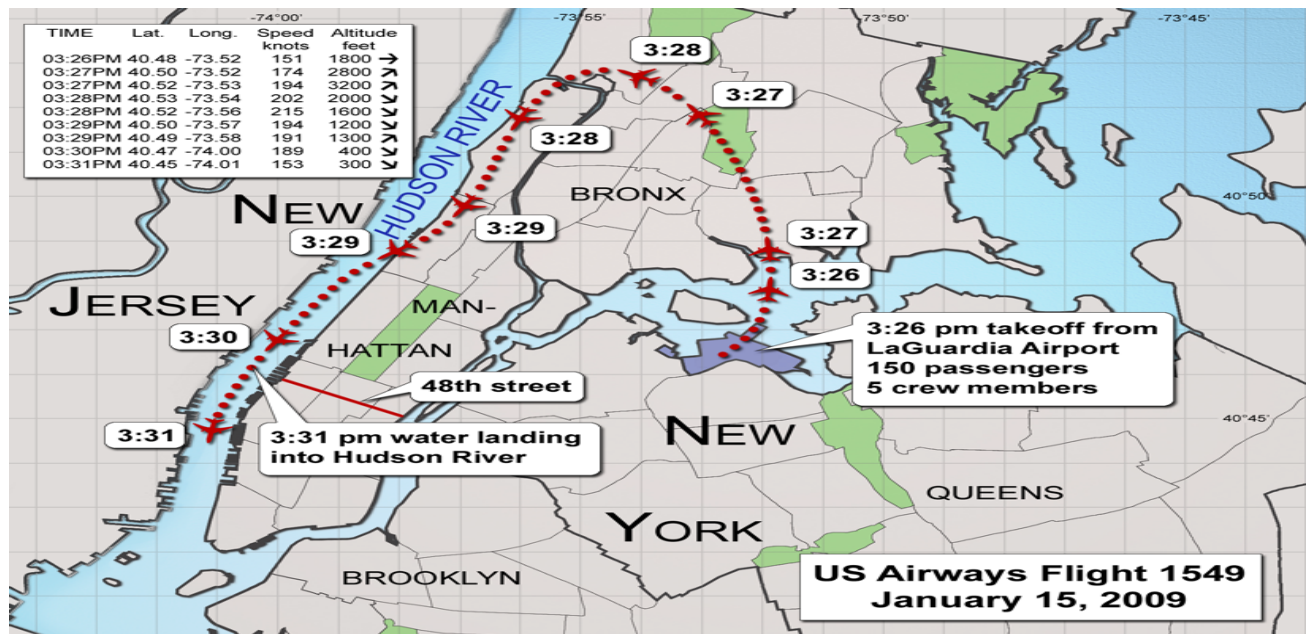 -74°00'
-73°55'
-73°50'
-73°45'
TIME Lat. Long. Speed knots Altitude feet
03:26PM 40.48 -73.52 151 1800 →
03:27PM 40.50 -73.52 174 2800 ↗
03:27PM 40.52 -73.53 194 3200 ↗
03:28PM 40.53 -73.54 202 2000 ↘
03:28PM 40.52 -73.56 215 1600 ↘
03:29PM 40.50 -73.57 194 1200 ↘
03:29PM 40.49 -73.58 191 1300 ↗
03:30PM 40.47 -74.00 189 400 ↘
03:31PM 40.45 -74.01 153 300 ↘
3:28
3:27
HUDSON RIVER
3:28
BRONX
40°50'
NEW
3:29
3:29
3:27
3:26
JERSEY
MAN-
HATTAN
3:30
3:26 pm takeoff from
LaGuardia Airport
150 passengers
5 crew members
48th street
40°45'
3:31
3:31 pm water landing
into Hudson River
NEW
QUEENS
YORK
BROOKLYN
US Airways Flight 1549
January 15, 2009